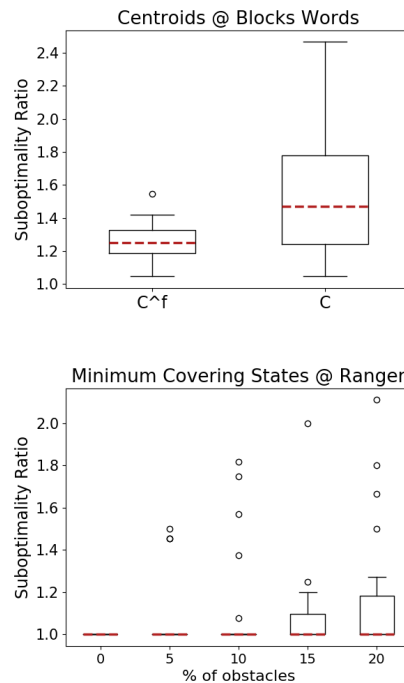 Centroids @ Blocks Words
Suboptimality Ratio
2.4
2.2
2.0
1.8
1.6
1.4
1.2
1.0
C^f
C
Minimum Covering States @ Ranger
Suboptimality Ratio
2.0
1.8
1.6
1.4
1.2
1.0
0
5
10
15
20
% of obstacles